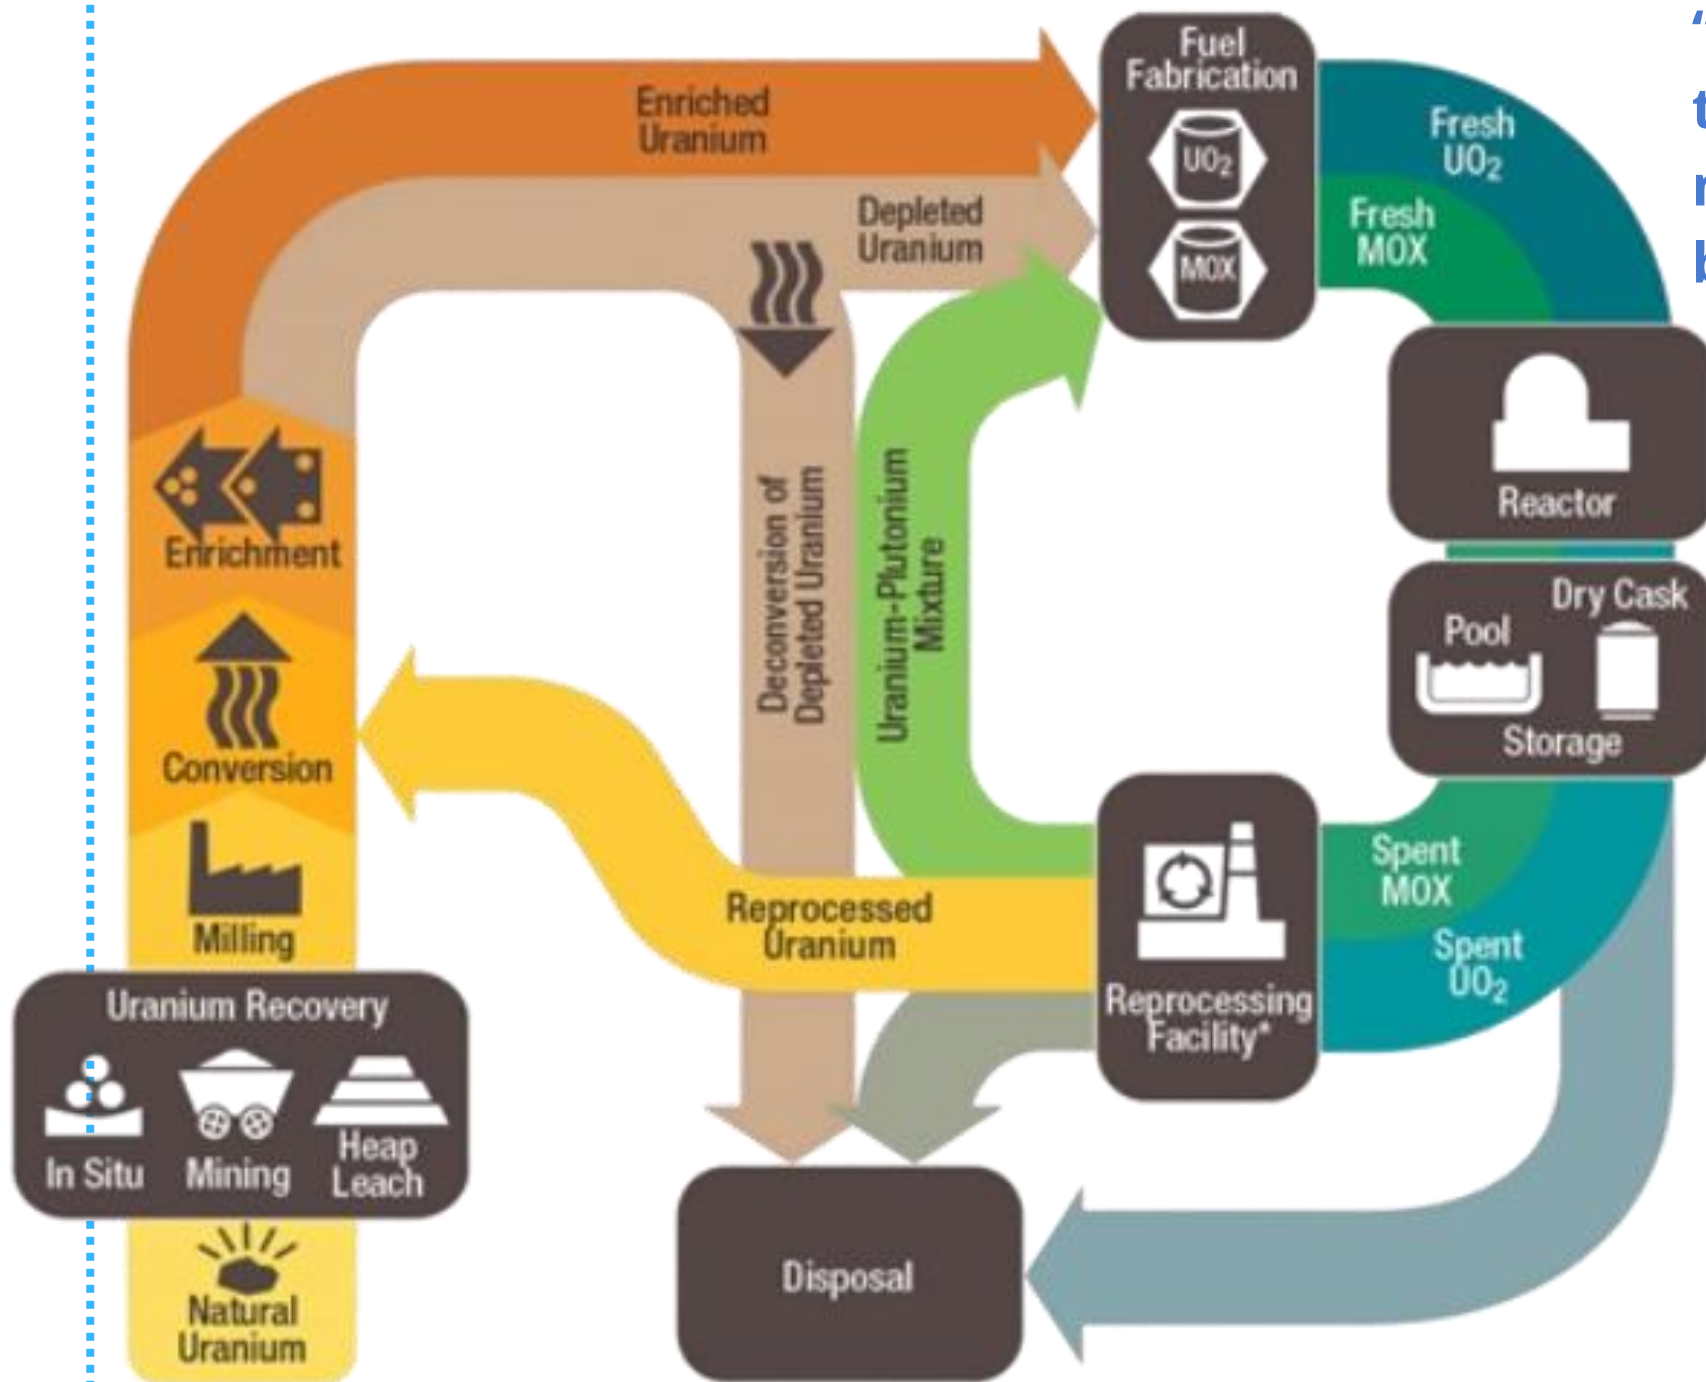 Fuel
Fabrication
UO₂
MOX
Enriched
Uranium
Depleted
Uranium
Fresh
UO₂
Fresh
MOX
Reactor
Dry Cask
Pool
Storage
Enrichment
Conversion
Milling
Deconversion of
Depleted Uranium
Uranium-Plutonium
Mixture
Reprocessed
Uranium
Reprocessing
Facility*
Spent
MOX
Spent
UO₂
Uranium Recovery
In Situ
Mining
Heap
Leach
Natural
Uranium
Disposal